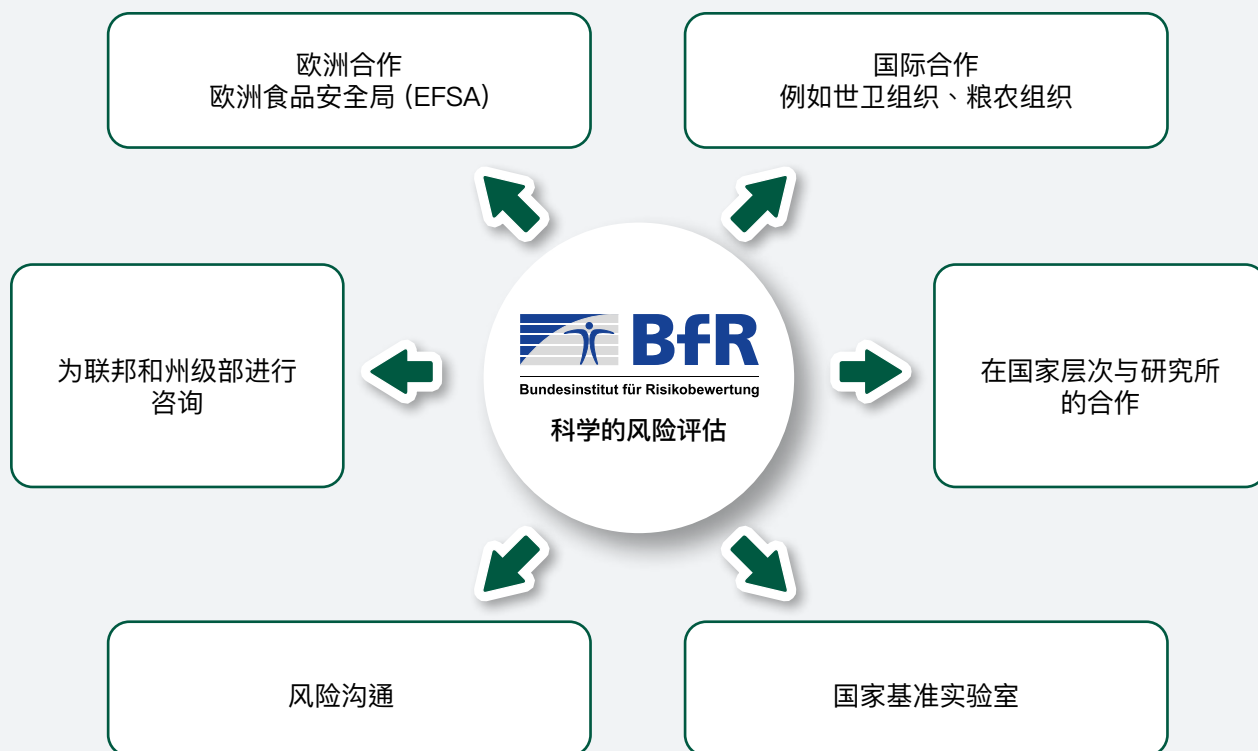 欧洲合作
欧洲食品安全局 (EFSA)
国际合作
例如世卫组织、粮农组织
为联邦和州级部进行
咨询
BfR
Bundesinstitut für Risikobewertung
科学的风险评估
在国家层次与研究所
的合作
风险沟通
国家基准实验室